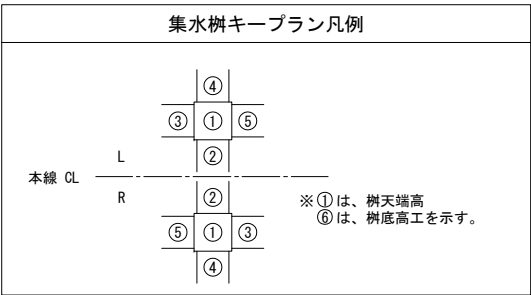 集水桝キープラン凡例
④
③ ① ⑤
②
L
本線 CL
R
②
⑤ ① ③
④
※①は、桝天端高
⑥は、桝底高工を示す。